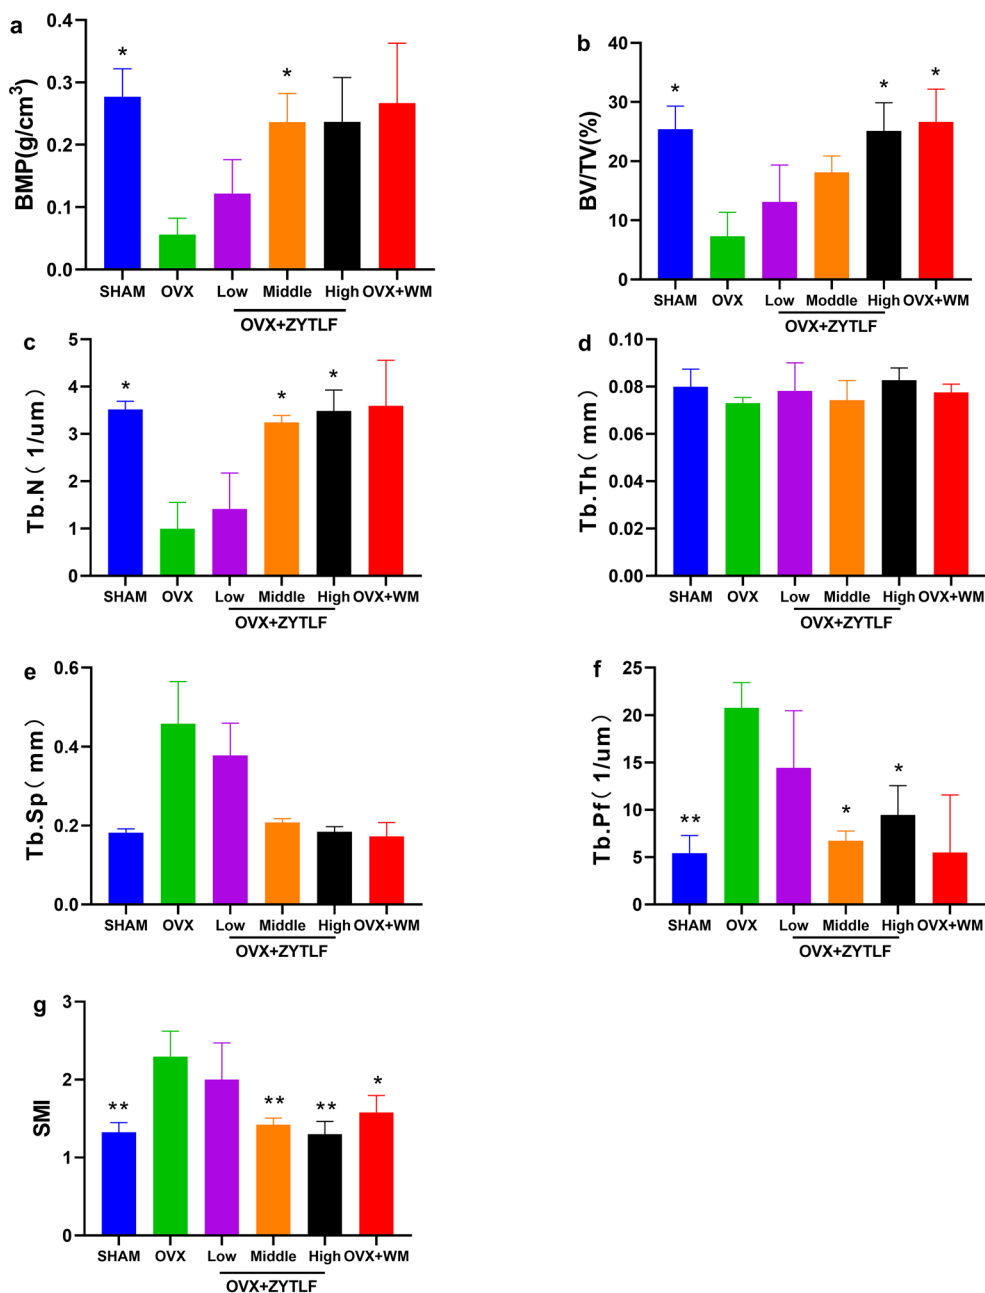 a
BMP(g/cm³)
0.4
0.3
0.2
0.1
0.0
*
*
SHAM OVX Low Middle High OVX+WM
OVX+ZYTLF
b
BV/TV(%)
40
30
20
10
0
*
*
*
SHAM OVX Low Moddle High OVX+WM
OVX+ZYTLF
c
Tb.N( 1/um)
5
4
3
2
1
0
*
*
*
SHAM OVX Low Middle High OVX+WM
OVX+ZYTLF
d
Tb.Th( mm)
0.10
0.08
0.06
0.04
0.02
0.00
SHAM OVX Low Middle High OVX+WM
OVX+ZYTLF
e
Tb.Sp( mm)
0.6
0.4
0.2
0.0
SHAM OVX Low Middle High OVX+WM
OVX+ZYTLF
f
Tb.Pf( 1/um)
25
20
15
10
5
0
**
*
*
SHAM OVX Low Middle High OVX+WM
OVX+ZYTLF
g
SMI
3
2
1
0
**
**
**
*
SHAM OVX Low Middle High OVX+WM
OVX+ZYTLF